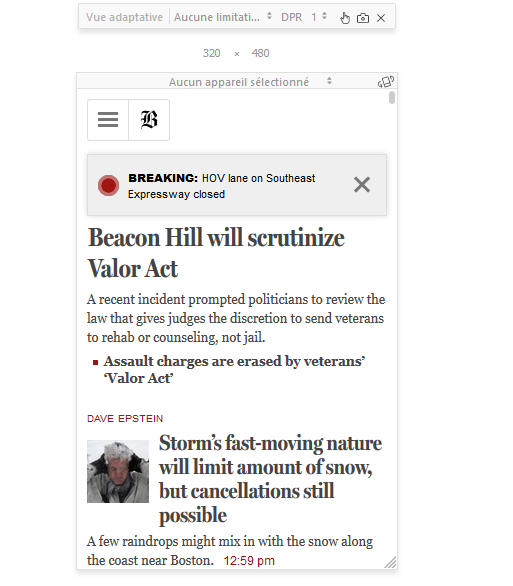 Vue adaptative Aucune limitati... DPR 1
320 × 480
Aucun appareil sélectionné
B
BREAKING: HOV lane on Southeast
Expressway closed
Beacon Hill will scrutinize
Valor Act
A recent incident prompted politicians to review the
law that gives judges the discretion to send veterans
to rehab or counseling, not jail.
Assault charges are erased by veterans’
‘Valor Act’
DAVE EPSTEIN
Storm’s fast-moving nature
will limit amount of snow,
but cancellations still
possible
A few raindrops might mix in with the snow along
the coast near Boston. 12:59 pm